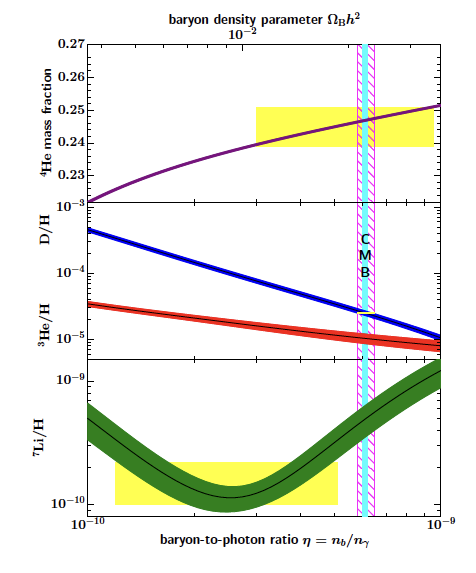 baryon density parameter Ω_B h²
10⁻²
0.27
0.26
0.25
0.24
0.23
⁴He mass fraction
10⁻³
D/H
10⁻⁴
³He/H
10⁻⁵
C
M
B
10⁻⁹
⁷Li/H
10⁻¹⁰
10⁻¹⁰ 10⁻⁹
baryon-to-photon ratio η = n_b/n_γ